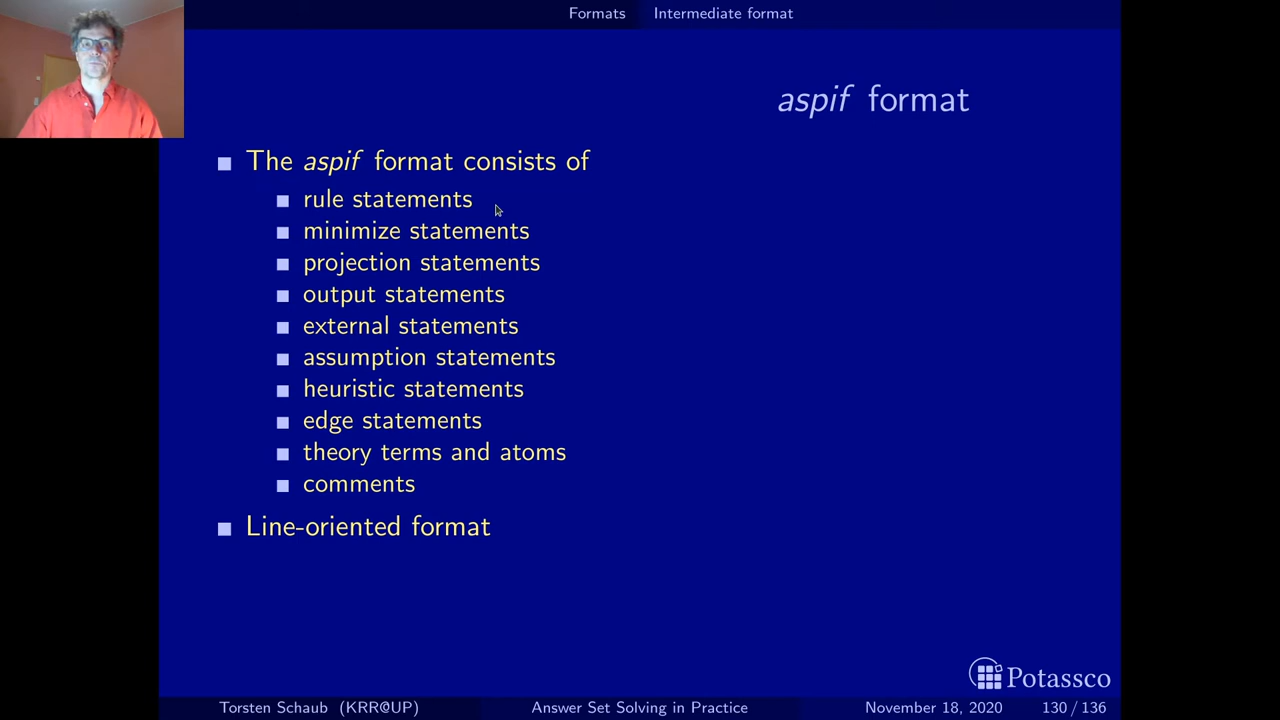 Formats Intermediate format
aspif format
The aspif format consists of
rule statements
minimize statements
projection statements
output statements
external statements
assumption statements
heuristic statements
edge statements
theory terms and atoms
comments
Line-oriented format
Potassco
Torsten Schaub (KRR@UP) Answer Set Solving in Practice November 18, 2020 130 / 136